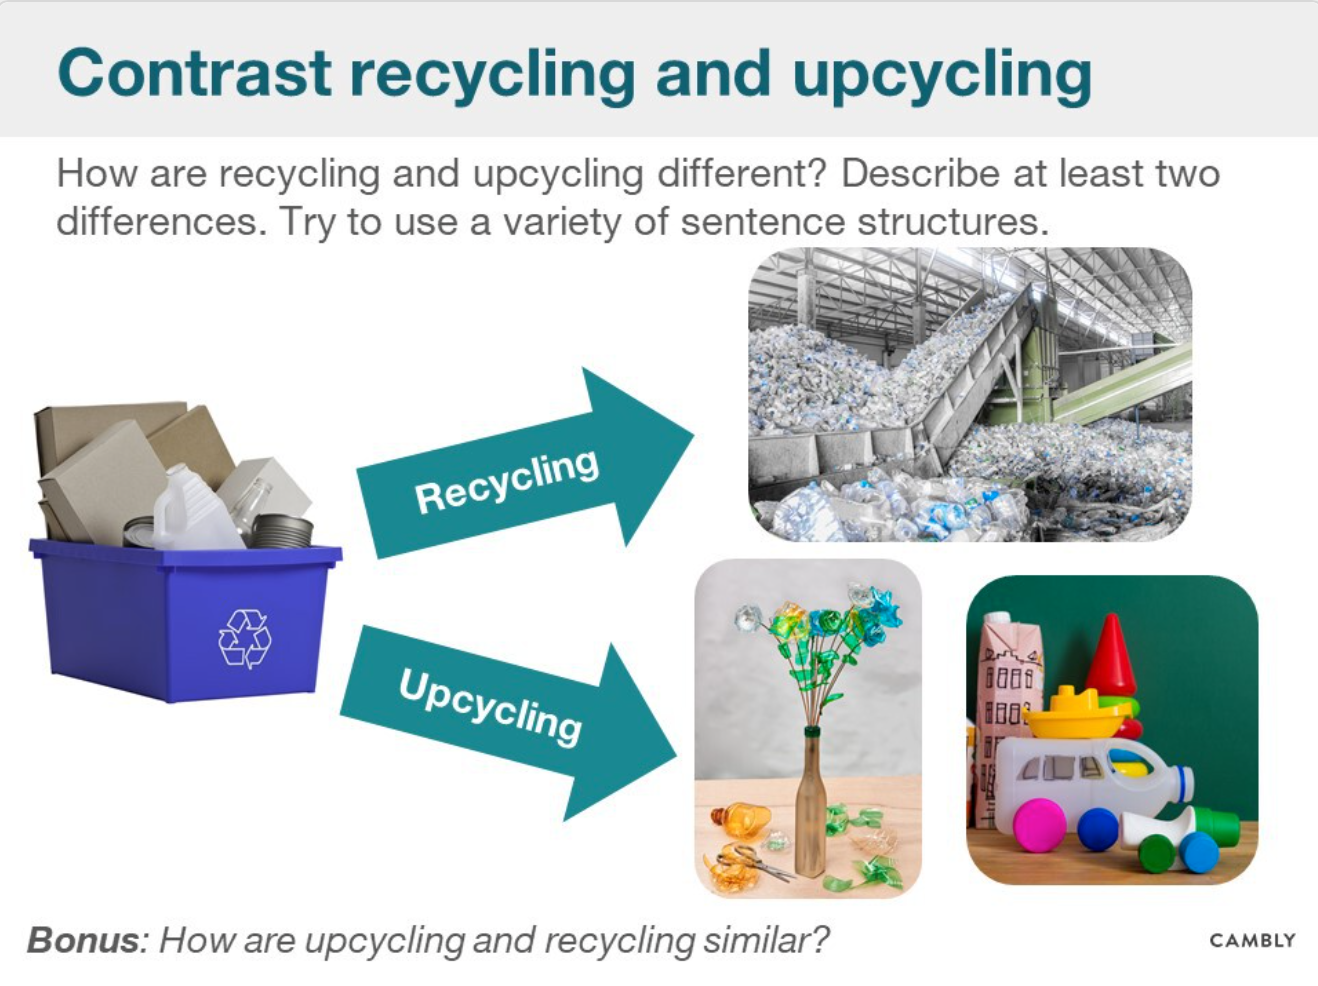 Contrast recycling and upcycling
How are recycling and upcycling different? Describe at least two
differences. Try to use a variety of sentence structures.
Recycling
Upcycling
Bonus: How are upcycling and recycling similar?
CAMBLY